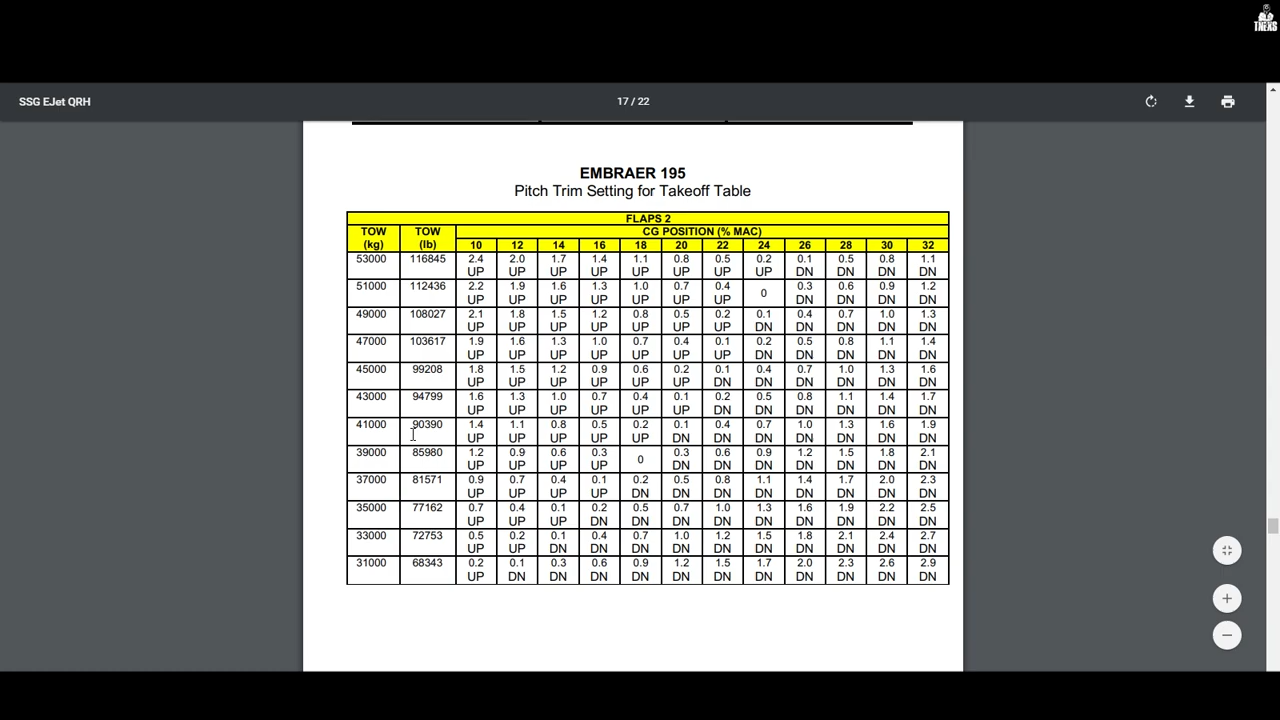 TNEXS
SSG EJet QRH
17 / 22
EMBRAER 195
Pitch Trim Setting for Takeoff Table
FLAPS 2
TOW (kg) TOW (lb) CG POSITION (% MAC)
10 12 14 16 18 20 22 24 26 28 30 32
53000 116845 2.4 2.0 1.7 1.4 1.1 0.8 0.5 0.2 0.1 0.5 0.8 1.1
UP UP UP UP UP UP UP UP DN DN DN DN
51000 112436 2.2 1.9 1.6 1.3 1.0 0.7 0.4 0 0.3 0.6 0.9 1.2
UP UP UP UP UP UP UP DN DN DN DN
49000 108027 2.1 1.8 1.5 1.2 0.8 0.5 0.2 0.1 0.4 0.7 1.0 1.3
UP UP UP UP UP UP UP DN DN DN DN DN
47000 103617 1.9 1.6 1.3 1.0 0.7 0.4 0.1 0.2 0.5 0.8 1.1 1.4
UP UP UP UP UP UP UP DN DN DN DN DN
45000 99208 1.8 1.5 1.2 0.9 0.6 0.2 0.1 0.4 0.7 1.0 1.3 1.6
UP UP UP UP UP UP DN DN DN DN DN DN
43000 94799 1.6 1.3 1.0 0.7 0.4 0.1 0.2 0.5 0.8 1.1 1.4 1.7
UP UP UP UP UP UP DN DN DN DN DN DN
41000 90390 1.4 1.1 0.8 0.5 0.2 0.1 0.4 0.7 1.0 1.3 1.6 1.9
UP UP UP UP UP DN DN DN DN DN DN DN
39000 85980 1.2 0.9 0.6 0.3 0 0.3 0.6 0.9 1.2 1.5 1.8 2.1
UP UP UP UP DN DN DN DN DN DN DN
37000 81571 0.9 0.7 0.4 0.1 0.2 0.5 0.8 1.1 1.4 1.7 2.0 2.3
UP UP UP UP DN DN DN DN DN DN DN DN
35000 77162 0.7 0.4 0.1 0.2 0.5 0.7 1.0 1.3 1.6 1.9 2.2 2.5
UP UP UP DN DN DN DN DN DN DN DN DN
33000 72753 0.5 0.2 0.1 0.4 0.7 1.0 1.2 1.5 1.8 2.1 2.4 2.7
UP UP DN DN DN DN DN DN DN DN DN DN
31000 68343 0.2 0.1 0.3 0.6 0.9 1.2 1.5 1.7 2.0 2.3 2.6 2.9
UP DN DN DN DN DN DN DN DN DN DN DN